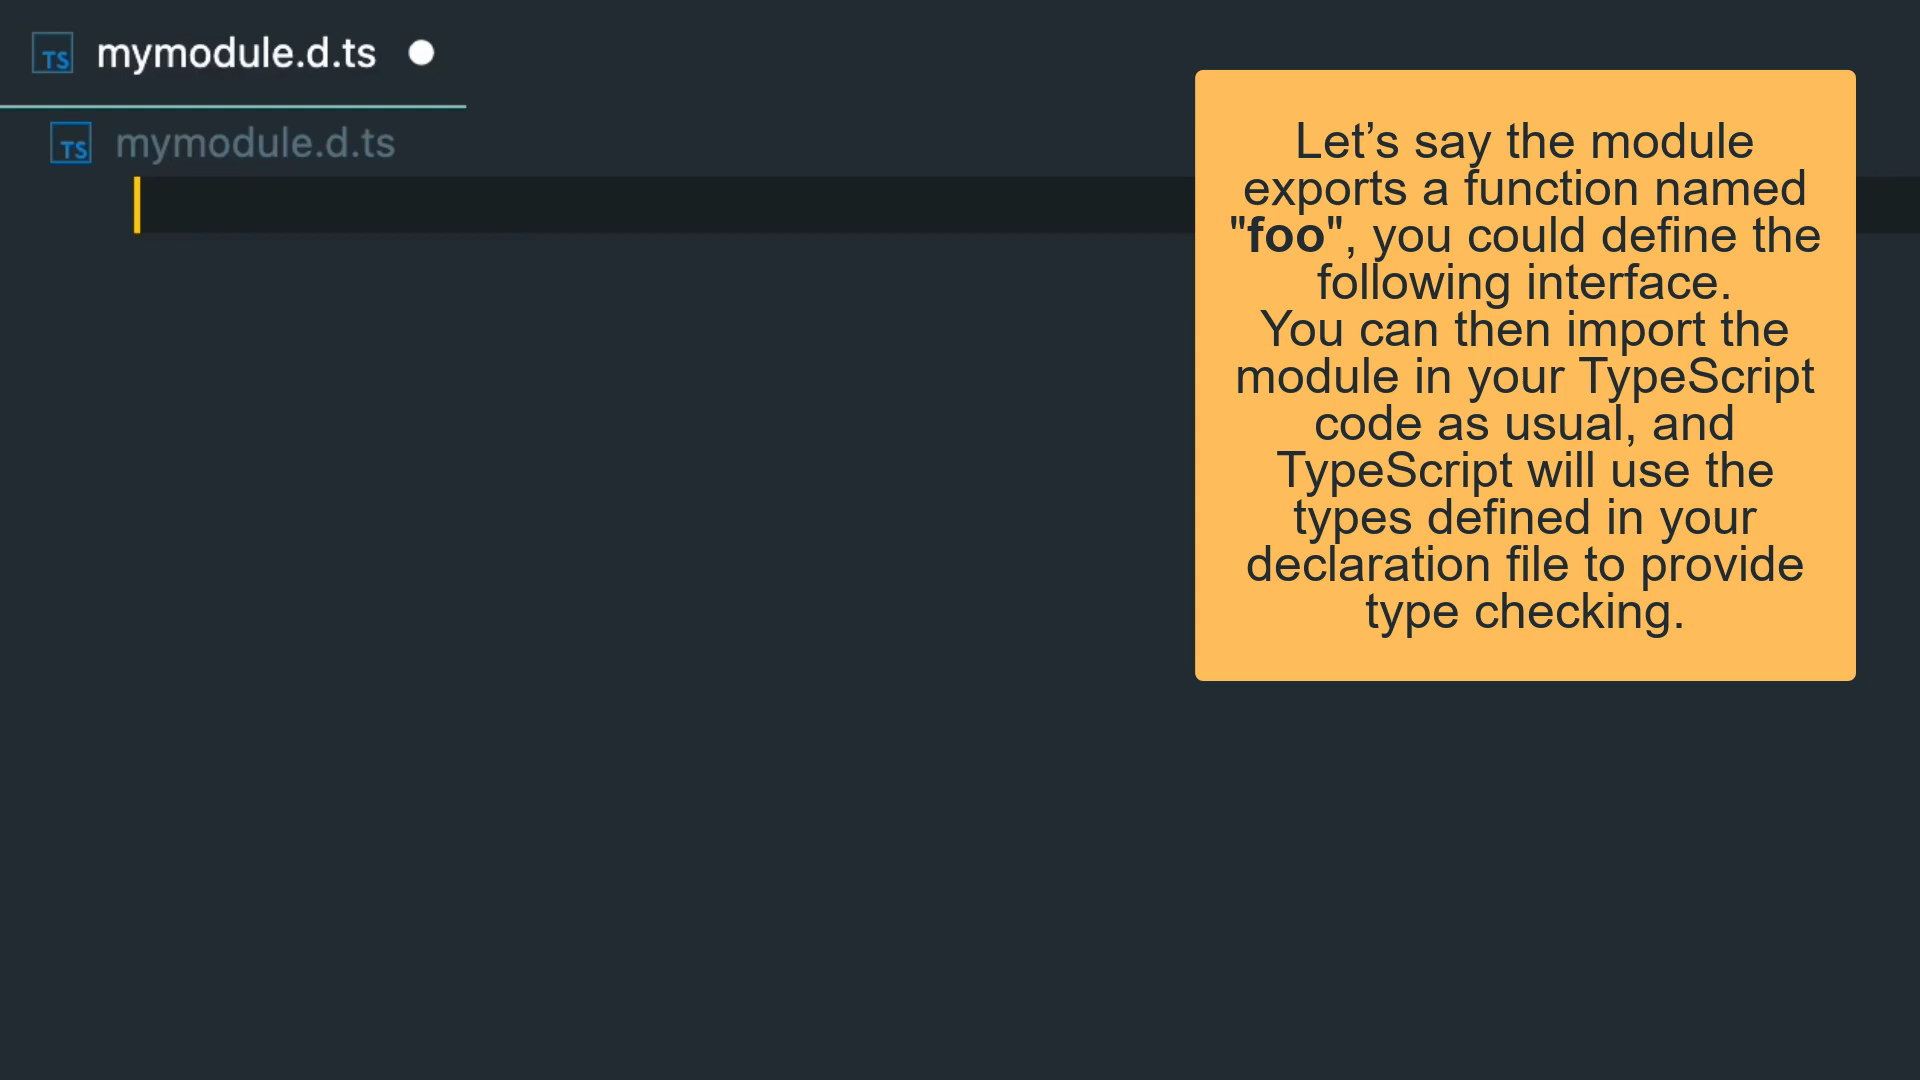 TS mymodule.d.ts
TS mymodule.d.ts
Let’s say the module
exports a function named
"foo", you could define the
following interface.
You can then import the
module in your TypeScript
code as usual, and
TypeScript will use the
types defined in your
declaration file to provide
type checking.